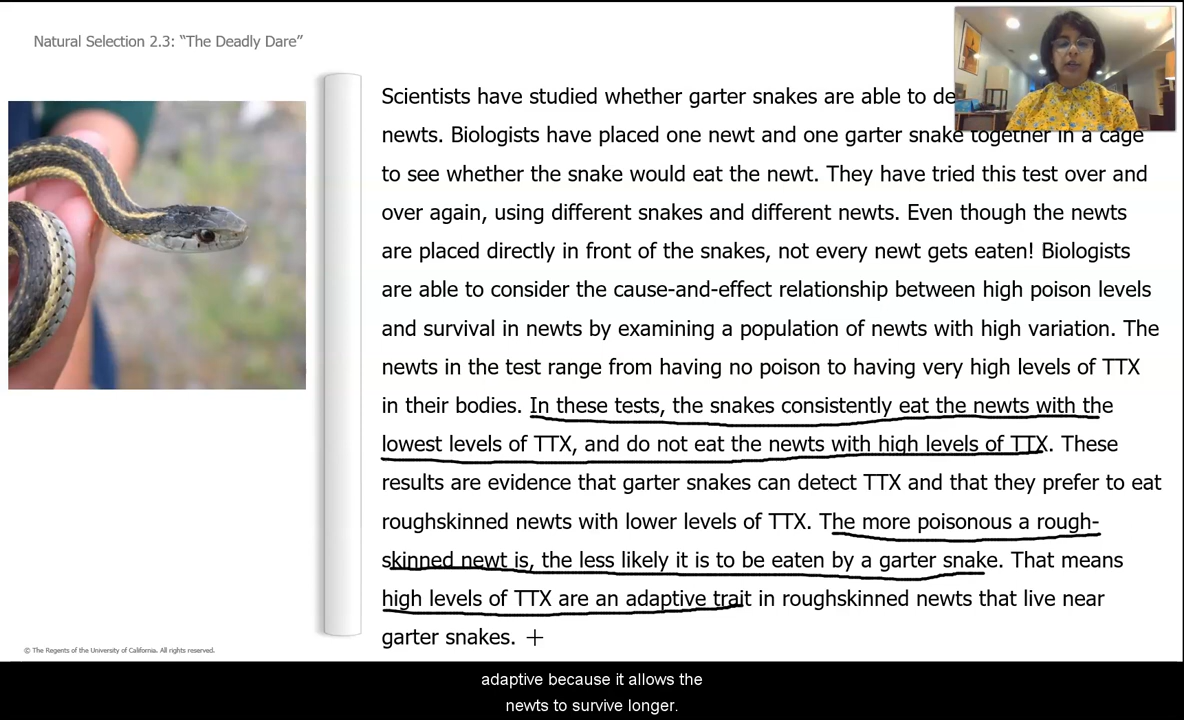 Natural Selection 2.3: “The Deadly Dare”
Scientists have studied whether garter snakes are able to
newts. Biologists have placed one newt and one garter snake together in a cage
to see whether the snake would eat the newt. They have tried this test over and
over again, using different snakes and different newts. Even though the newts
are placed directly in front of the snakes, not every newt gets eaten! Biologists
are able to consider the cause-and-effect relationship between high poison levels
and survival in newts by examining a population of newts with high variation. The
newts in the test range from having no poison to having very high levels of TTX
in their bodies. In these tests, the snakes consistently eat the newts with the
lowest levels of TTX, and do not eat the newts with high levels of TTX. These
results are evidence that garter snakes can detect TTX and that they prefer to eat
roughskinned newts with lower levels of TTX. The more poisonous a rough-
skinned newt is, the less likely it is to be eaten by a garter snake. That means
high levels of TTX are an adaptive trait in roughskinned newts that live near
garter snakes.
© The Regents of the University of California. All rights reserved.
adaptive because it allows the
newts to survive longer.